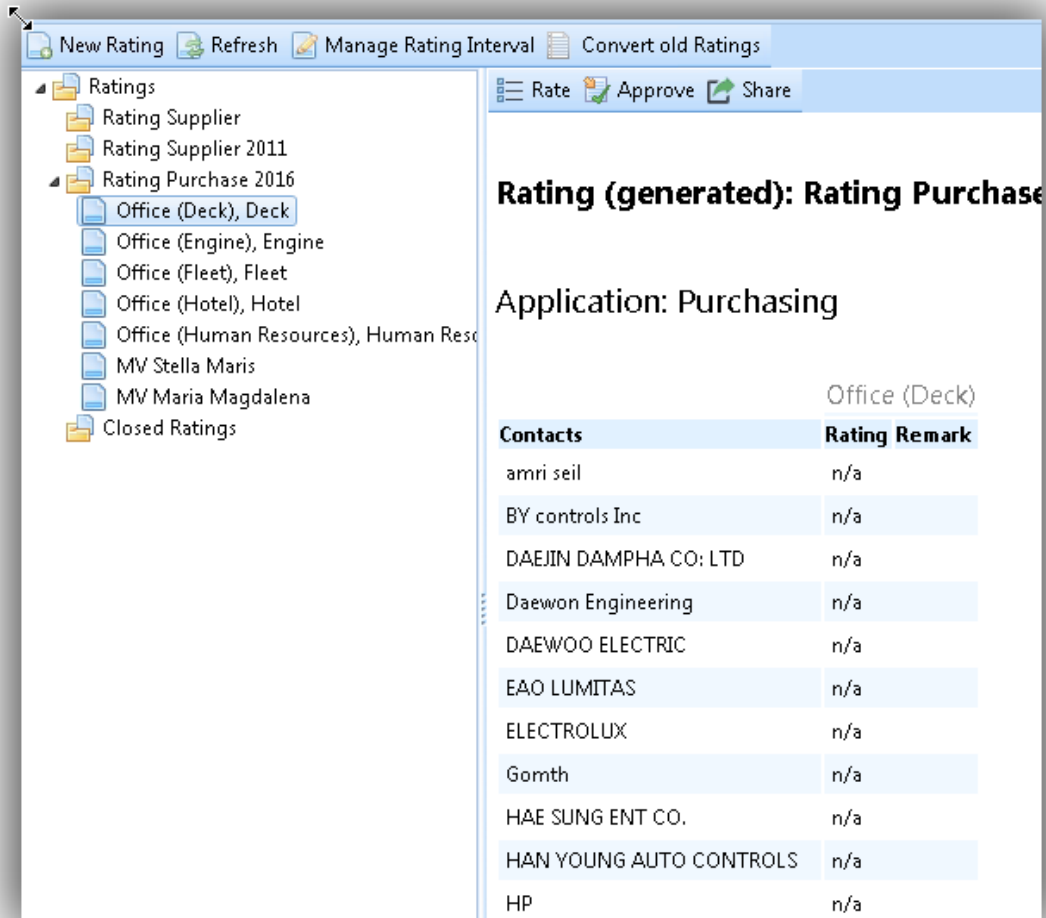 New Rating Refresh Manage Rating Interval Convert old Ratings
Ratings
Rating Supplier
Rating Supplier 2011
Rating Purchase 2016
Office (Deck), Deck
Office (Engine), Engine
Office (Fleet), Fleet
Office (Hotel), Hotel
Office (Human Resources), Human Reso
MV Stella Maris
MV Maria Magdalena
Closed Ratings
Rate Approve Share
Rating (generated): Rating Purchase
Application: Purchasing
Office (Deck)
Contacts Rating Remark
amri seil n/a
BY controls Inc n/a
DAEJIN DAMPHA CO: LTD n/a
Daewon Engineering n/a
DAEWOO ELECTRIC n/a
EAO LUMITAS n/a
ELECTROLUX n/a
Gomth n/a
HAE SUNG ENT CO. n/a
HAN YOUNG AUTO CONTROLS n/a
HP n/a